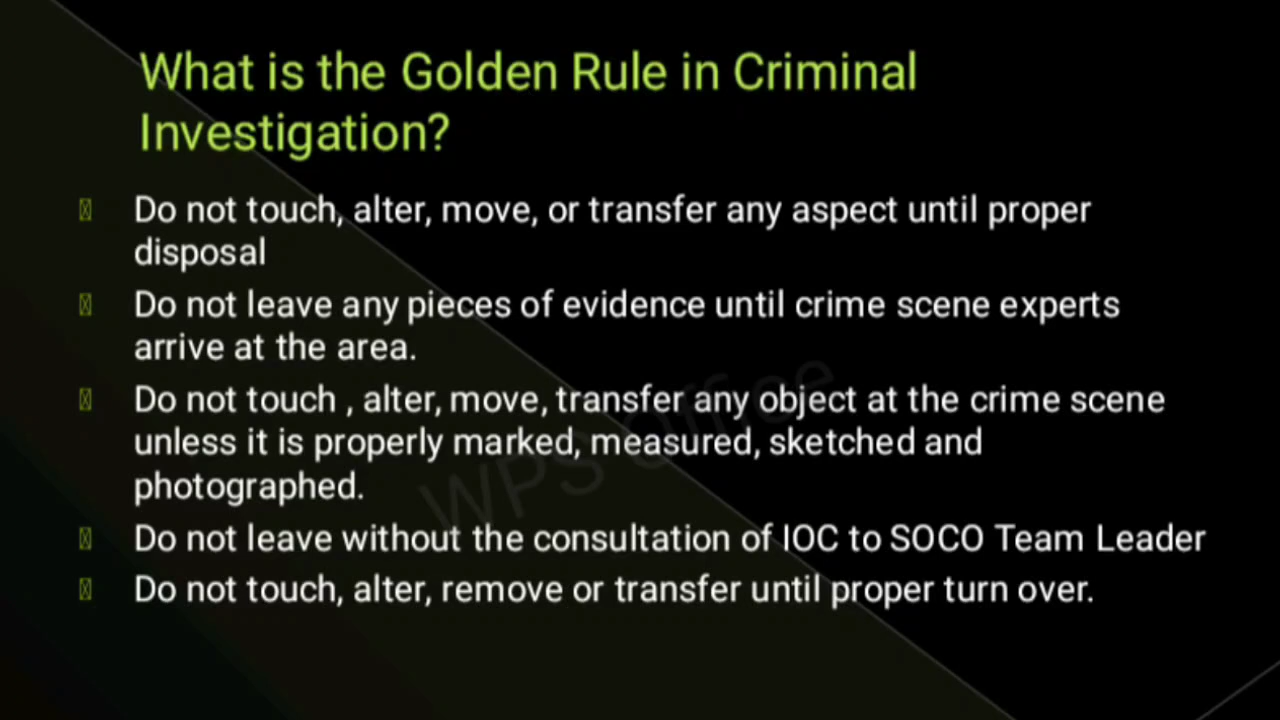 What is the Golden Rule in Criminal
Investigation?
Do not touch, alter, move, or transfer any aspect until proper
disposal
Do not leave any pieces of evidence until crime scene experts
arrive at the area.
Do not touch , alter, move, transfer any object at the crime scene
unless it is properly marked, measured, sketched and
photographed.
WPS Office
Do not leave without the consultation of IOC to SOCO Team Leader
Do not touch, alter, remove or transfer until proper turn over.